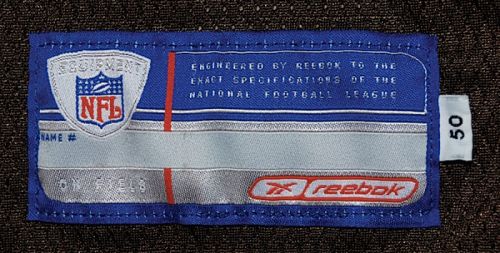 EQUIPMENT
NFL
ENGINEERED BY REEBOK TO THE
EXACT SPECIFICATIONS OF THE
NATIONAL FOOTBALL LEAGUE
NAME #
ON FIELD
Reebok
50